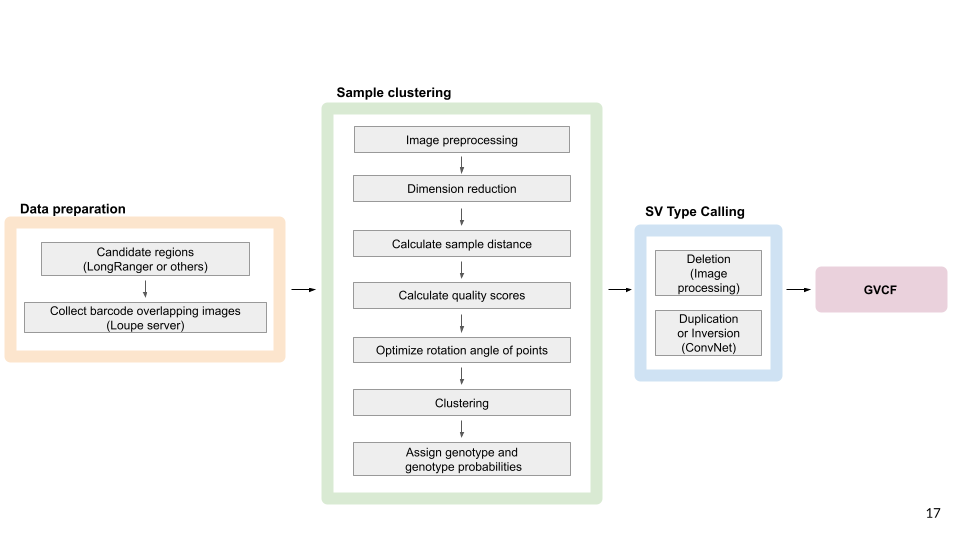 Data preparation
Candidate regions
(LongRanger or others)
Collect barcode overlapping images
(Loupe server)
Sample clustering
Image preprocessing
Dimension reduction
Calculate sample distance
Calculate quality scores
Optimize rotation angle of points
Clustering
Assign genotype and
genotype probabilities
SV Type Calling
Deletion
(Image
processing)
Duplication
or Inversion
(ConvNet)
GVCF
17